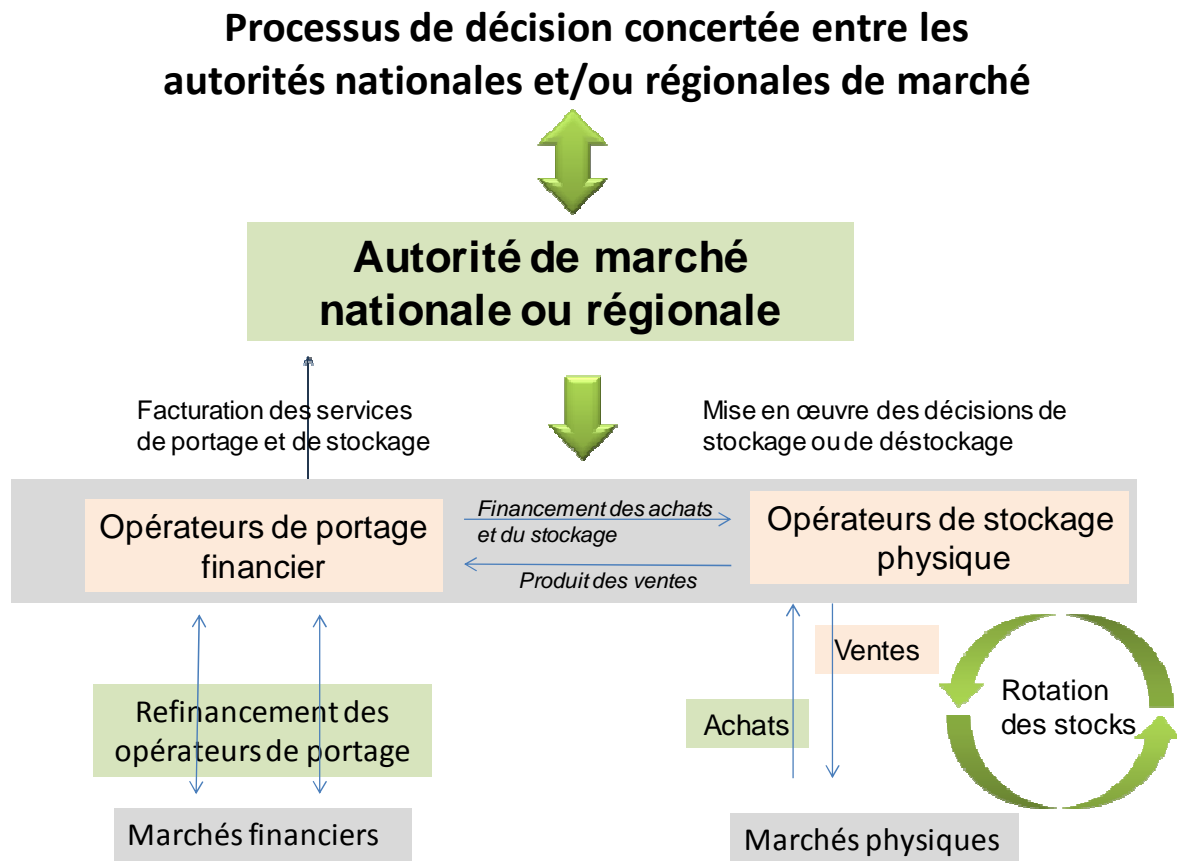 Processus de décision concertée entre les
autorités nationales et/ou régionales de marché
Autorité de marché
nationale ou régionale
Facturation des services
de portage et de stockage
Mise en œuvre des décisions de
stockage ou de déstockage
Opérateurs de portage
financier
Financement des achats
et du stockage
Produit des ventes
Opérateurs de stockage
physique
Ventes
Achats
Rotation
des stocks
Refinancement des
opérateurs de portage
Marchés financiers
Marchés physiques